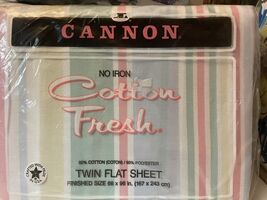 CANNON
NO IRON
Cotton
Fresh®
50% COTTON (COTON) / 50% POLYESTER
TWIN FLAT SHEET
FINISHED SIZE 66 x 96 in. (167 x 243 cm)